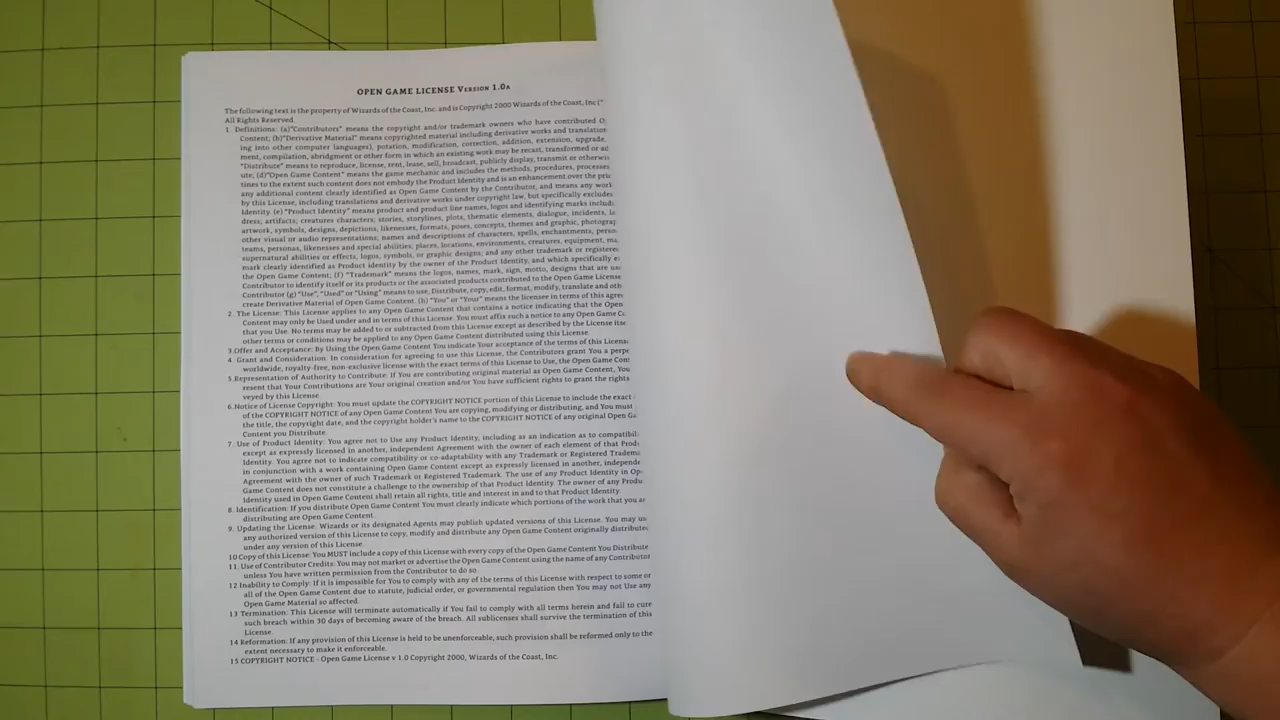 OPEN GAME LICENSE Version 1.0a
The following text is the property of Wizards of the Coast, Inc. and is Copyright 2000 Wizards of the Coast, Inc ("
All Rights Reserved.
1. Definitions: (a)"Contributors" means the copyright and/or trademark owners who have contributed O
Content; (b)"Derivative Material" means copyrighted material including derivative works and translation
ing into other computer languages), potation, modification, correction, addition, extension, upgrade,
ment, compilation, abridgment or other form in which an existing work may be recast, transformed or ad
"Distribute" means to reproduce, license, rent, lease, sell, broadcast, publicly display, transmit or otherwis
ute; (d)"Open Game Content" means the game mechanic and includes the methods, procedures, processes
tines to the extent such content does not embody the Product Identity and is an enhancement over the pric
any additional content clearly identified as Open Game Content by the Contributor, and means any work
by this License, including translations and derivative works under copyright law, but specifically excludes
Identity. (e) "Product Identity" means product and product line names, logos and identifying marks includi
dress; artifacts; creatures characters; stories, storylines, plots, thematic elements, dialogue, incidents, la
artwork, symbols, designs, depictions, likenesses, formats, poses, concepts, themes and graphic, photograp
other visual or audio representations; names and descriptions of characters, spells, enchantments, perso
teams, personas, likenesses and special abilities; places, locations, environments, creatures, equipment, ma
supernatural abilities or effects, logos, symbols, or graphic designs; and any other trademark or registere
mark clearly identified as Product identity by the owner of the Product Identity, and which specifically e
the Open Game Content; (f) "Trademark" means the logos, names, mark, sign, motto, designs that are us
Contributor to identify itself or its products or the associated products contributed to the Open Game License
Contributor (g) "Use", "Used" or "Using" means to use, Distribute, copy, edit, format, modify, translate and oth
create Derivative Material of Open Game Content. (h) "You" or "Your" means the licensee in terms of this agre
2. The License: This License applies to any Open Game Content that contains a notice indicating that the Open
Content may only be Used under and in terms of this License. You must affix such a notice to any Open Game Co
that you Use. No terms may be added to or subtracted from this License except as described by the License itse
other terms or conditions may be applied to any Open Game Content distributed using this License.
3.Offer and Acceptance: By Using the Open Game Content You indicate Your acceptance of the terms of this Licens
4. Grant and Consideration: In consideration for agreeing to use this License, the Contributors grant You a perpe
worldwide, royalty-free, non-exclusive license with the exact terms of this License to Use, the Open Game Con
5.Representation of Authority to Contribute: If You are contributing original material as Open Game Content, You
resent that Your Contributions are Your original creation and/or You have sufficient rights to grant the rights
veyed by this License.
6.Notice of License Copyright: You must update the COPYRIGHT NOTICE portion of this License to include the exact
of the COPYRIGHT NOTICE of any Open Game Content You are copying, modifying or distributing, and You must
the title, the copyright date, and the copyright holder's name to the COPYRIGHT NOTICE of any original Open Ga
Content you Distribute.
7. Use of Product Identity: You agree not to Use any Product Identity, including as an indication as to compatibil
except as expressly licensed in another, independent Agreement with the owner of each element of that Prod
Identity. You agree not to indicate compatibility or co-adaptability with any Trademark or Registered Tradema
in conjunction with a work containing Open Game Content except as expressly licensed in another, independe
Agreement with the owner of such Trademark or Registered Trademark. The use of any Product Identity in Op
Game Content does not constitute a challenge to the ownership of that Product Identity. The owner of any Produ
Identity used in Open Game Content shall retain all rights, title and interest in and to that Product Identity.
8. Identification: If you distribute Open Game Content You must clearly indicate which portions of the work that you ar
distributing are Open Game Content.
9. Updating the License: Wizards or its designated Agents may publish updated versions of this License. You may us
any authorized version of this License to copy, modify and distribute any Open Game Content originally distribute
under any version of this License.
10 Copy of this License: You MUST include a copy of this License with every copy of the Open Game Content You Distribute
11. Use of Contributor Credits: You may not market or advertise the Open Game Content using the name of any Contributor
unless You have written permission from the Contributor to do so
12 Inability to Comply: If it is impossible for You to comply with any of the terms of this License with respect to some or
all of the Open Game Content due to statute, judicial order, or governmental regulation then You may not Use any
Open Game Material so affected.
13 Termination: This License will terminate automatically if You fail to comply with all terms herein and fail to cure
such breach within 30 days of becoming aware of the breach. All sublicenses shall survive the termination of this
License.
14 Reformation: If any provision of this License is held to be unenforceable, such provision shall be reformed only to the
extent necessary to make it enforceable.
15 COPYRIGHT NOTICE - Open Game License v 1.0 Copyright 2000, Wizards of the Coast, Inc.